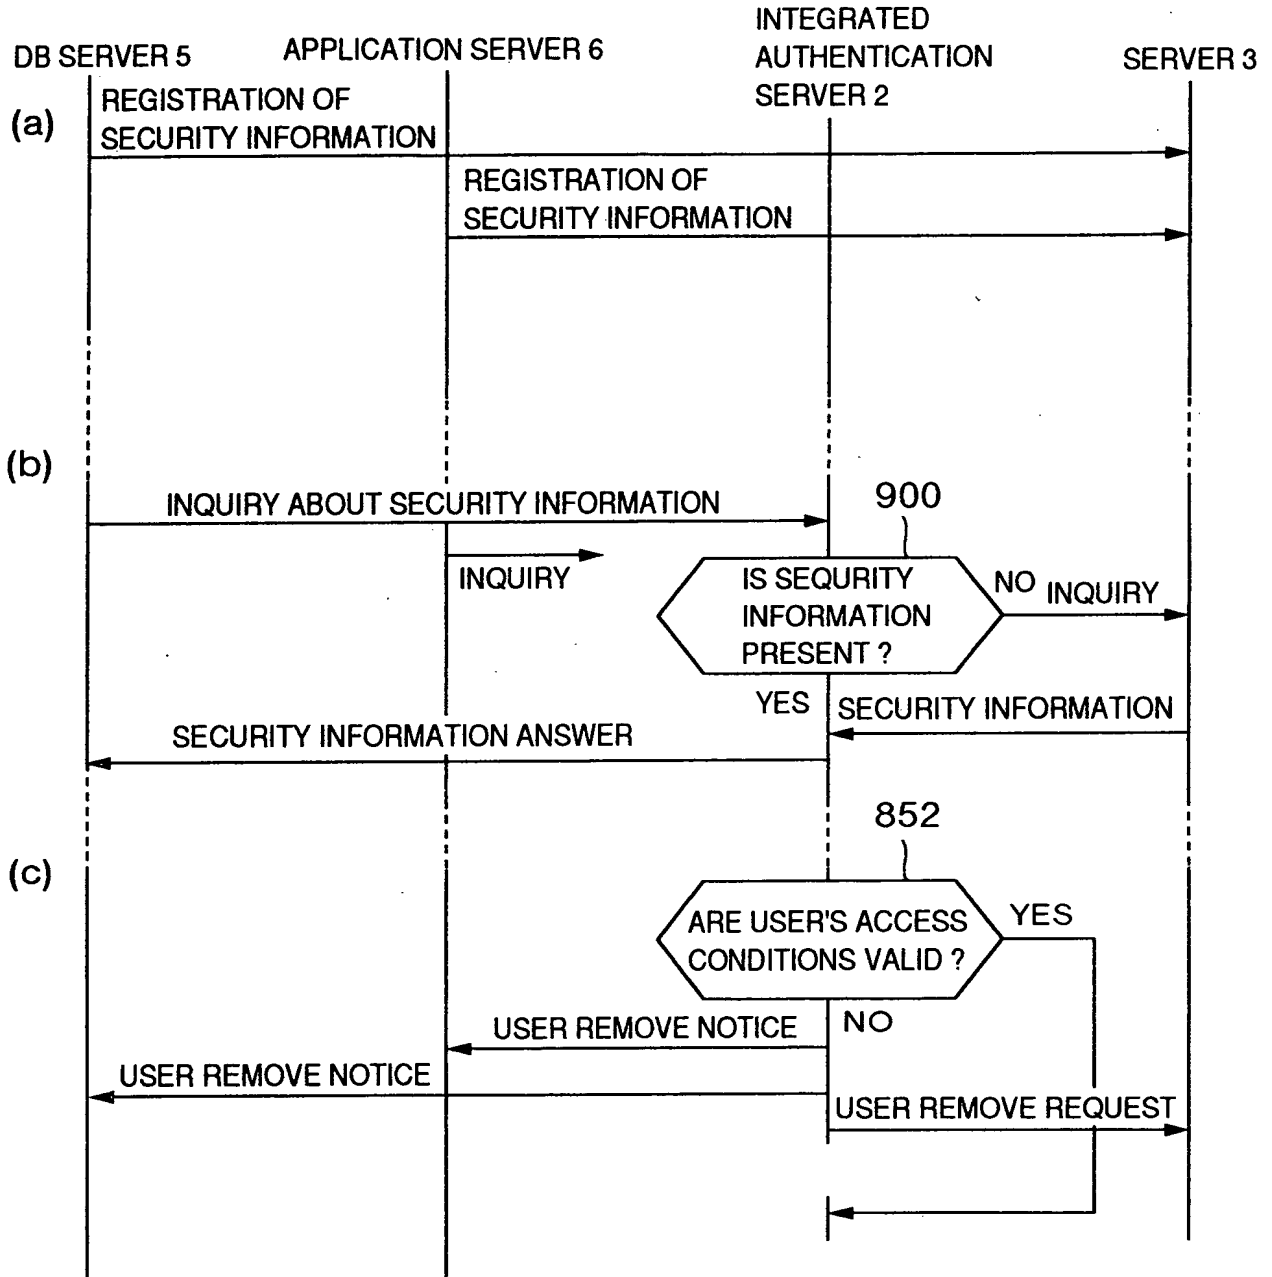 DB SERVER 5
APPLICATION SERVER 6
INTEGRATED
AUTHENTICATION
SERVER 2
SERVER 3
(a)
REGISTRATION OF
SECURITY INFORMATION
REGISTRATION OF
SECURITY INFORMATION
(b)
INQUIRY ABOUT SECURITY INFORMATION
900
INQUIRY
IS SEQURITY
INFORMATION
PRESENT ?
NO
INQUIRY
YES
SECURITY INFORMATION
SECURITY INFORMATION ANSWER
852
(c)
ARE USER'S ACCESS
CONDITIONS VALID ?
YES
NO
USER REMOVE NOTICE
USER REMOVE NOTICE
USER REMOVE REQUEST